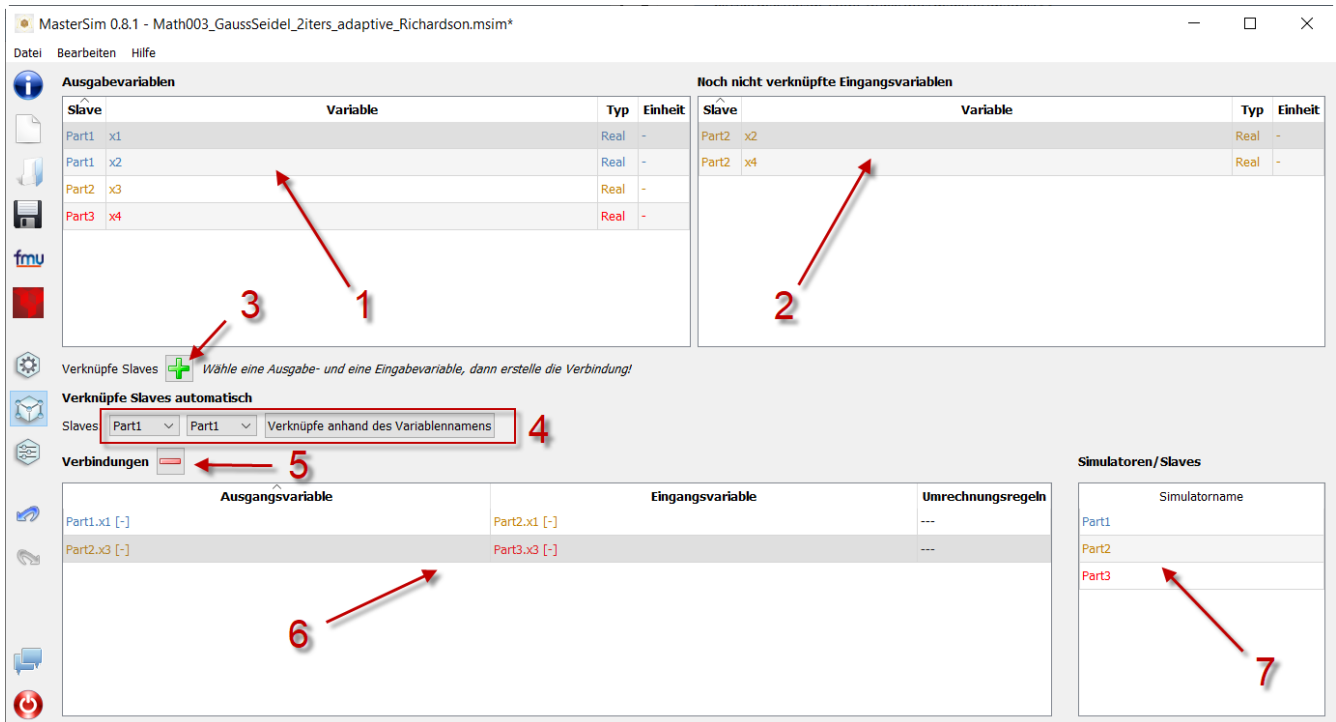 MasterSim 0.8.1 - Math003_GaussSeidel_2iters_adaptive_Richardson.msim*
Datei Bearbeiten Hilfe
Ausgabevariablen
Slave Variable Typ Einheit
Part1 x1 Real -
Part1 x2 Real -
Part2 x3 Real -
Part3 x4 Real -
1
Noch nicht verknüpfte Eingangsvariablen
Slave Variable Typ Einheit
Part2 x2 Real -
Part2 x4 Real -
2
fmu
3
Verknüpfe Slaves Wähle eine Ausgabe- und eine Eingabevariable, dann erstelle die Verbindung!
Verknüpfe Slaves automatisch
Slaves: Part1 Part1 Verknüpfe anhand des Variablennamens 4
Verbindungen 5
Ausgangsvariable Eingangsvariable Umrechnungsregeln
Part1.x1 [-] Part2.x1 [-] ---
Part2.x3 [-] Part3.x3 [-] ---
6
Simulatoren/Slaves
Simulatorname
Part1
Part2
Part3
7